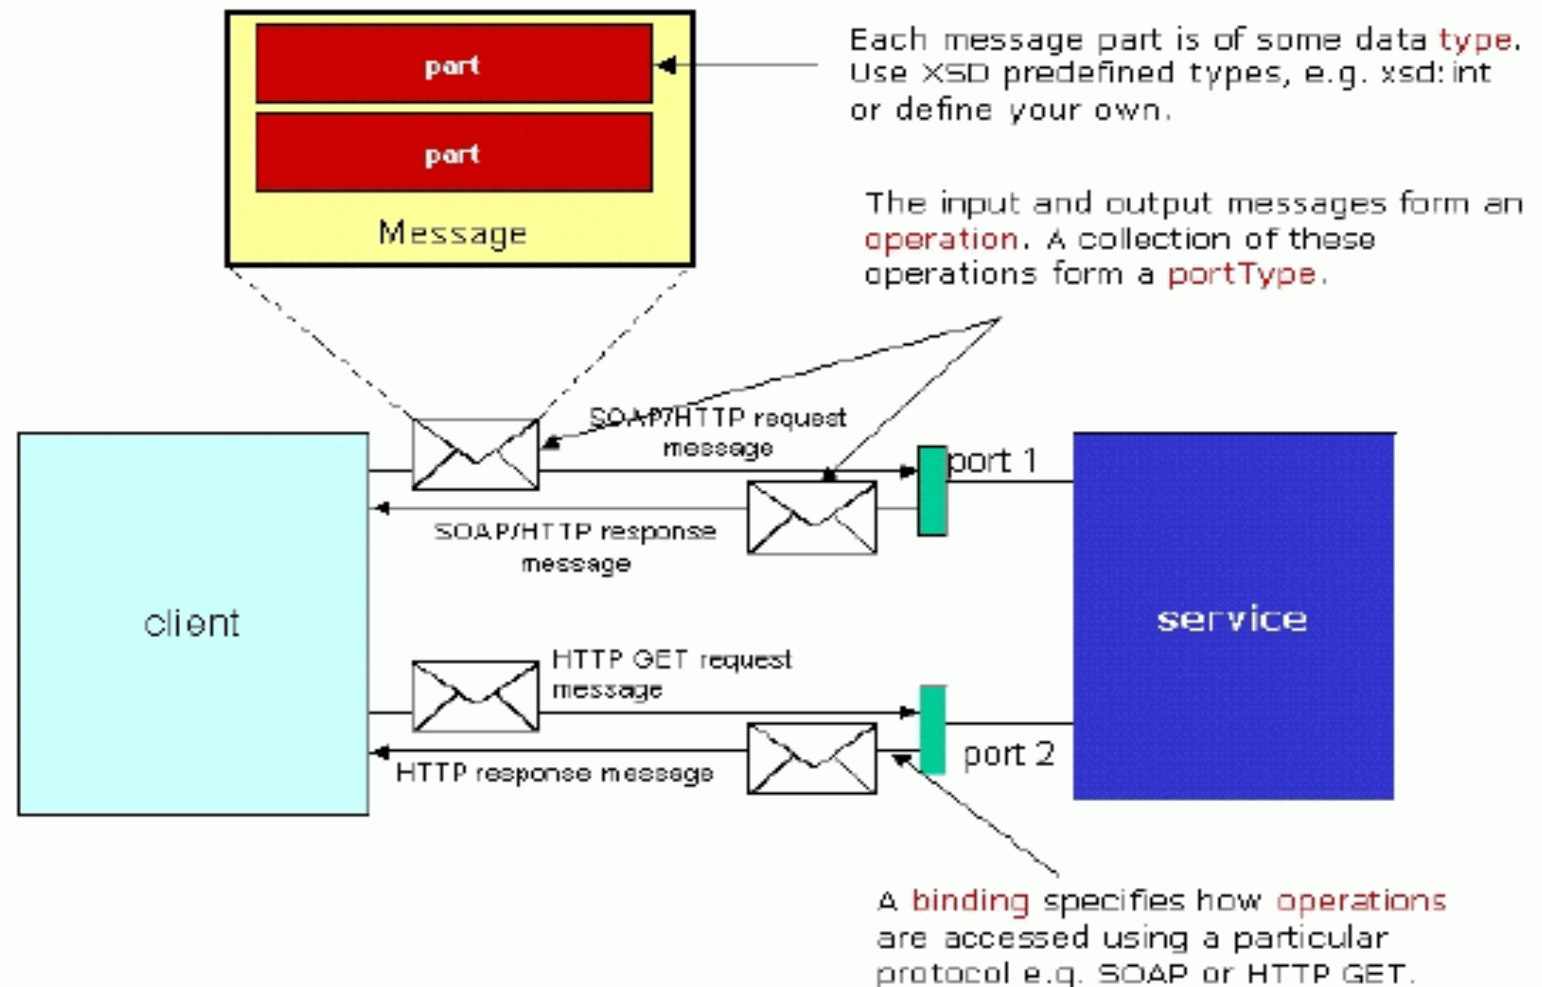 part
part
Message
Each message part is of some data type.
Use XSD predefined types, e.g. xsd:int
or define your own.
The input and output messages form an
operation. A collection of these
operations form a portType.
SOAP/HTTP request
message
port 1
SOAP/HTTP response
message
client
service
HTTP GET request
message
port 2
HTTP response message
A binding specifies how operations
are accessed using a particular
protocol e.g. SOAP or HTTP GET.